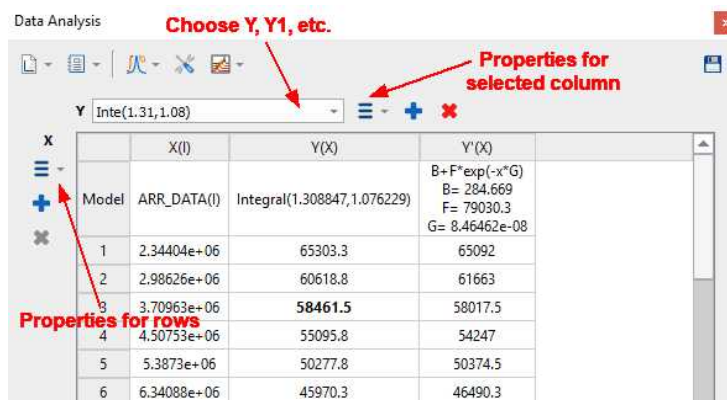 Data Analysis
Choose Y, Y1, etc.
Properties for
selected column
Y Inte(1.31,1.08)
X
X(I) Y(X) Y'(X)
Model ARR_DATA(I) Integral(1.308847,1.076229) B+F*exp(-x*G)
B= 284.669
F= 79030.3
G= 8.46462e-08
1 2.34404e+06 65303.3 65092
2 2.98626e+06 60618.8 61663
3 3.70963e+06 58461.5 58017.5
Properties for rows
4 4.50753e+06 55095.8 54247
5 5.3873e+06 50277.8 50374.5
6 6.34088e+06 45970.3 46490.3